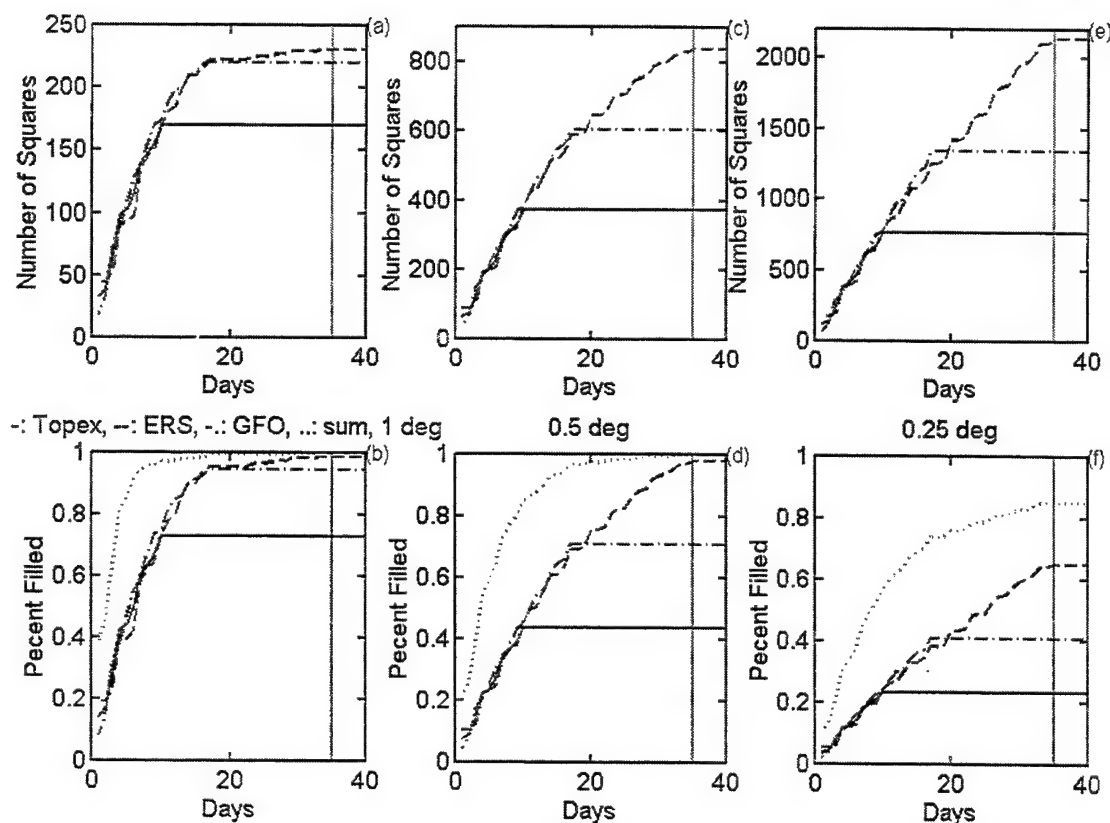 250
200
150
100
50
0
Number of Squares
0 20 40
Days
(a)
800
600
400
200
0
Number of Squares
0 20 40
Days
(c)
2000
1500
1000
500
0
Number of Squares
0 20 40
Days
(e)
-: Topex, --: ERS, -.: GFO, ..: sum, 1 deg
0.5 deg
0.25 deg
1
0.8
0.6
0.4
0.2
0
Pecent Filled
0 20 40
Days
(b)
1
0.8
0.6
0.4
0.2
0
Pecent Filled
0 20 40
Days
(d)
1
0.8
0.6
0.4
0.2
0
Pecent Filled
0 20 40
Days
(f)